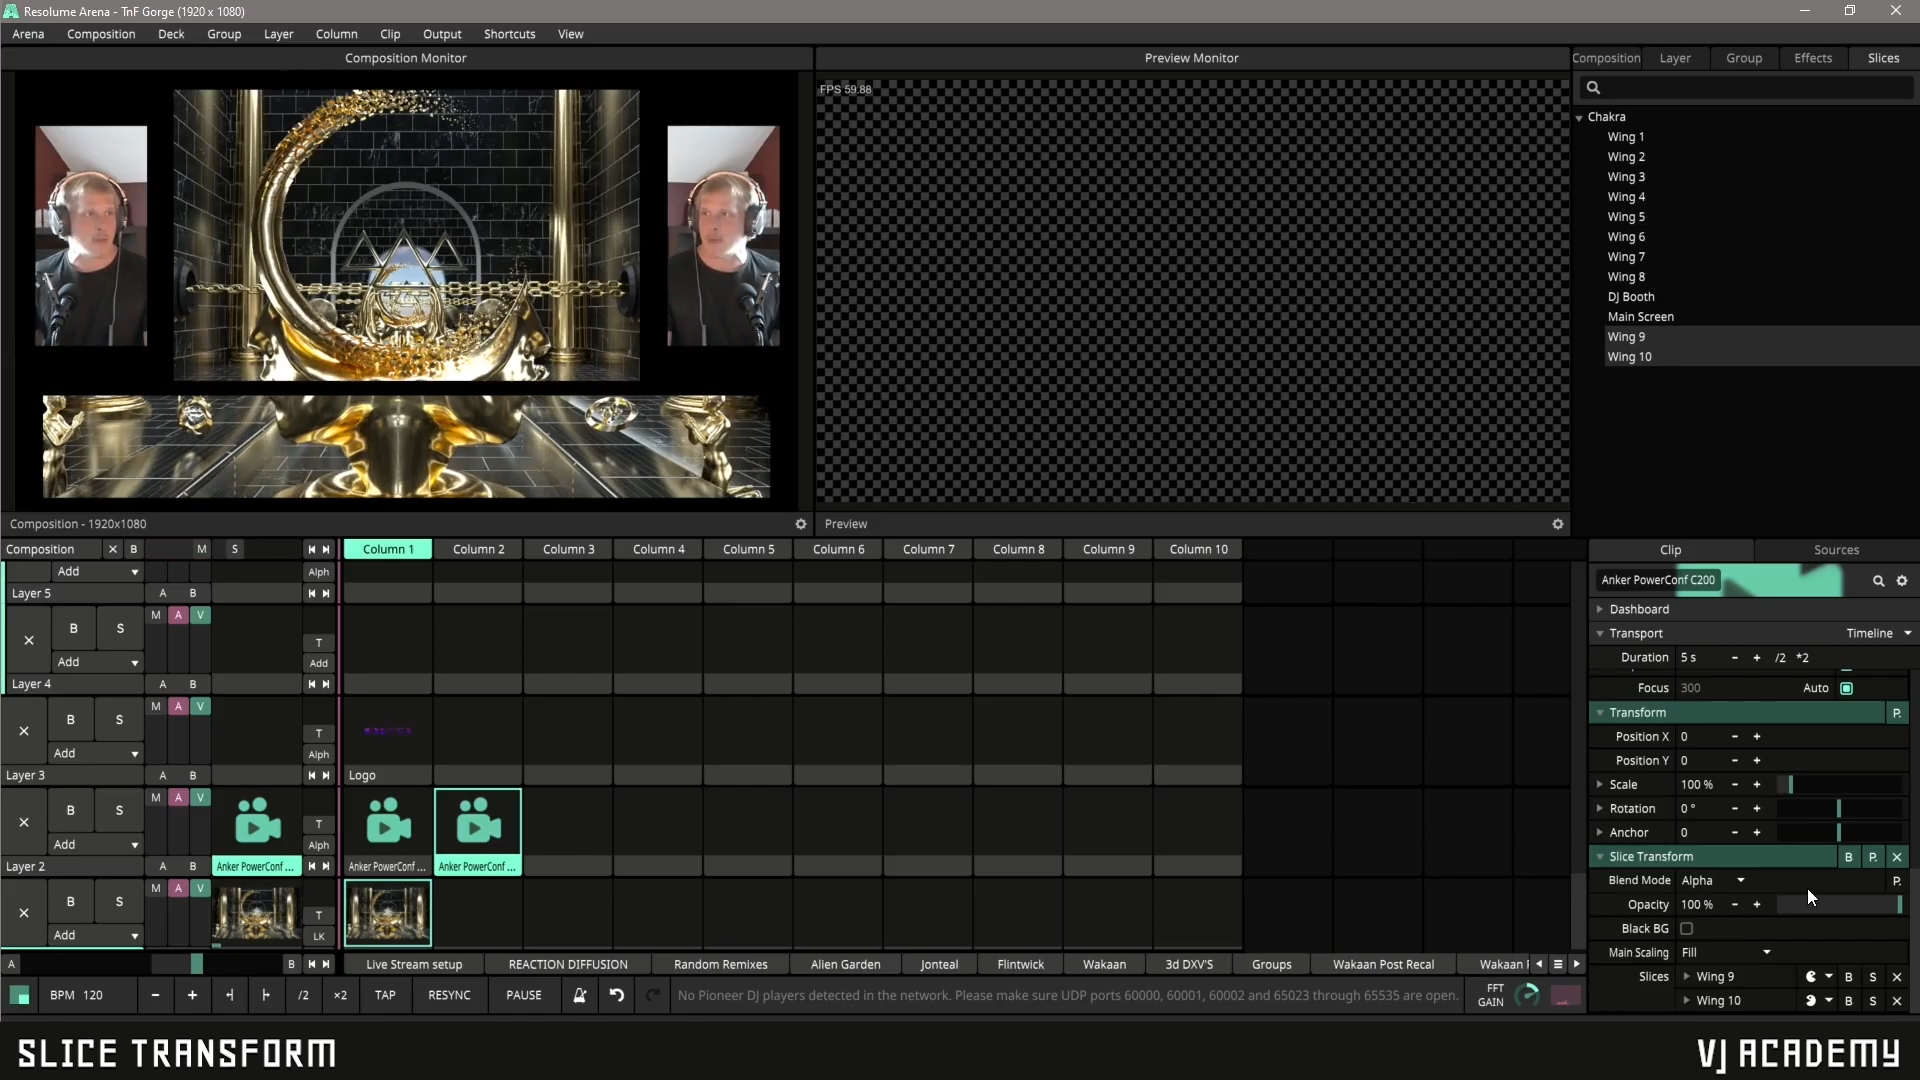 Resolume Arena - TnF Gorge (1920 x 1080)
Arena Composition Deck Group Layer Column Clip Output Shortcuts View
Composition Monitor
Preview Monitor
Composition Layer Group Effects Slices
FPS 59.88
Chakra
Wing 1
Wing 2
Wing 3
Wing 4
Wing 5
Wing 6
Wing 7
Wing 8
DJ Booth
Main Screen
Wing 9
Wing 10
Composition - 1920x1080
Preview
Composition B M S Column 1 Column 2 Column 3 Column 4 Column 5 Column 6 Column 7 Column 8 Column 9 Column 10
Add Alph
Layer 5 A B
M A V
B S T
Add Add
Layer 4 A B
M A V
B S T
Add Alph
Layer 3 A B Logo
M A V
B S T
Add Alph
Layer 2 A B Anker PowerConf ... Anker PowerConf ... Anker PowerConf ...
M A V
B S T
Add LK
A B Live Stream setup REACTION DIFFUSION Random Remixes Alien Garden Jonteal Flintwick Wakaan 3d DXV'S Groups Wakaan Post Recal Wakaan
BPM 120 - + /2 ×2 TAP RESYNC PAUSE No Pioneer DJ players detected in the network. Please make sure UDP ports 60000, 60001, 60002 and 65023 through 65535 are open. FFT GAIN
Clip Sources
Anker PowerConf C200
Dashboard
Transport Timeline
Duration 5 s - + /2 *2
Focus 300 Auto
Transform P.
Position X 0 - +
Position Y 0 - +
Scale 100 % - +
Rotation 0 ° - +
Anchor 0 - +
Slice Transform B P. X
Blend Mode Alpha P.
Opacity 100 % - +
Black BG
Main Scaling Fill
Slices Wing 9 B S X
Wing 10 B S X
SLICE TRANSFORM
VJ ACADEMY